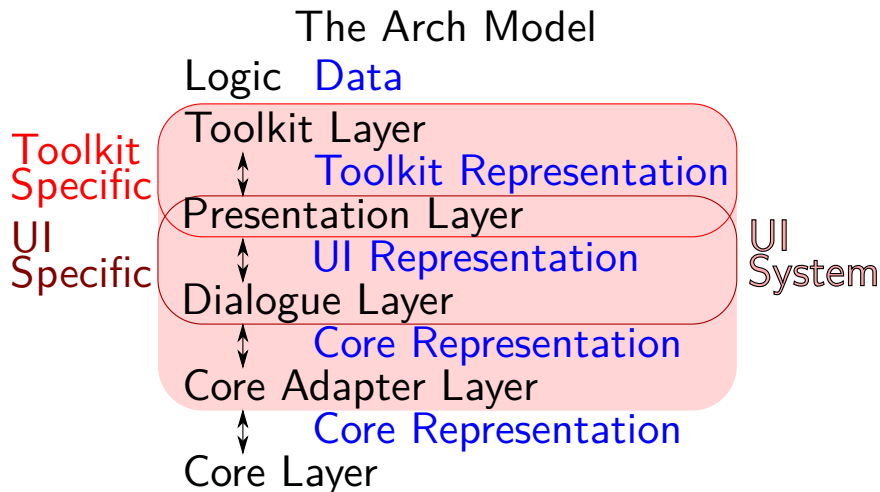 The Arch Model
Logic Data
Toolkit Layer
Toolkit
Specific
Toolkit Representation
Presentation Layer
UI
Specific
UI Representation
UI
System
Dialogue Layer
Core Representation
Core Adapter Layer
Core Representation
Core Layer